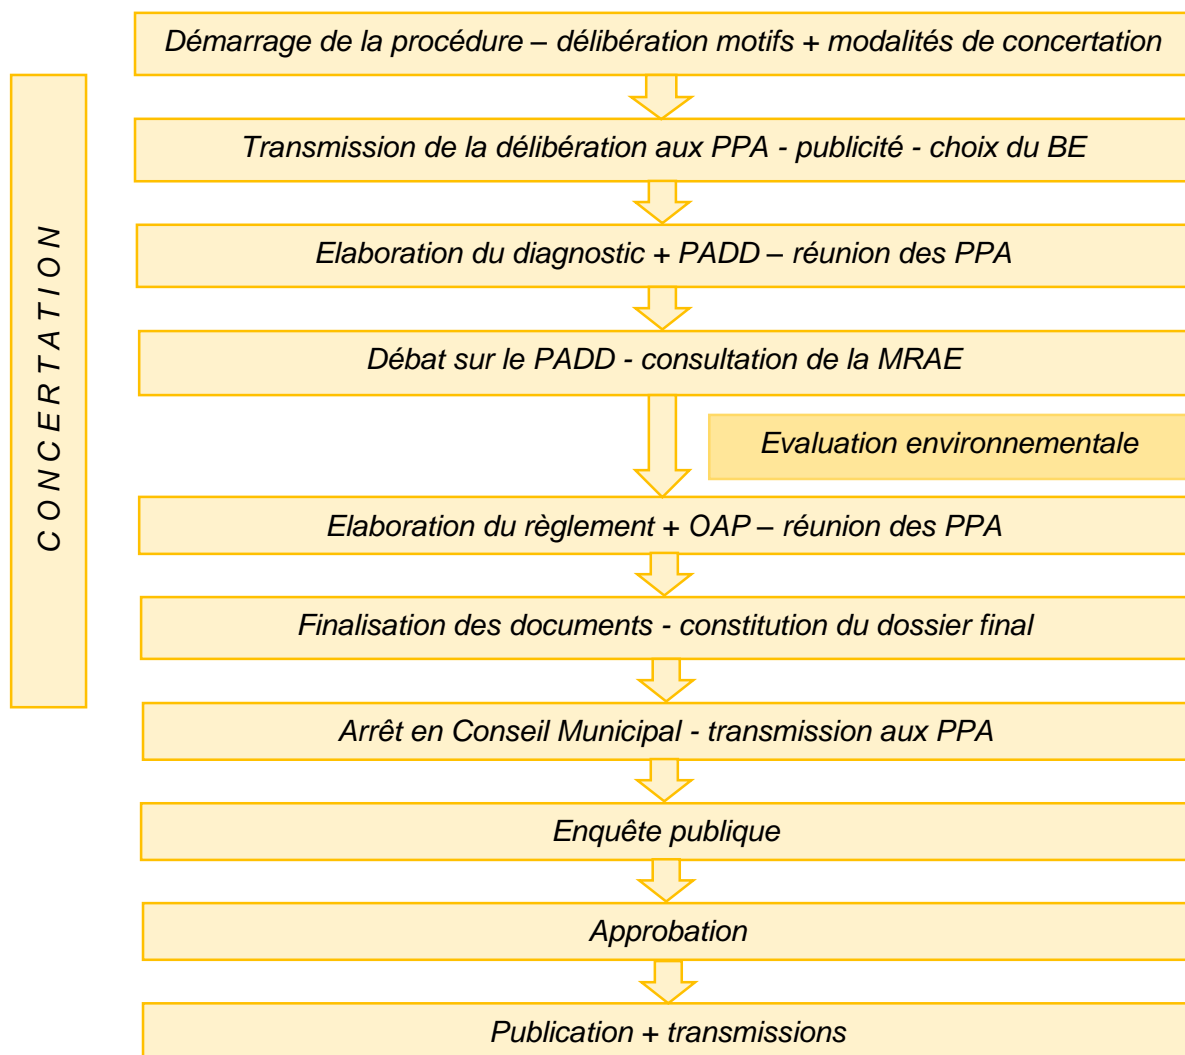 Démarrage de la procédure – délibération motifs + modalités de concertation
CONCERTATION
Transmission de la délibération aux PPA - publicité - choix du BE
Elaboration du diagnostic + PADD – réunion des PPA
Débat sur le PADD - consultation de la MRAE
Evaluation environnementale
Elaboration du règlement + OAP – réunion des PPA
Finalisation des documents - constitution du dossier final
Arrêt en Conseil Municipal - transmission aux PPA
Enquête publique
Approbation
Publication + transmissions